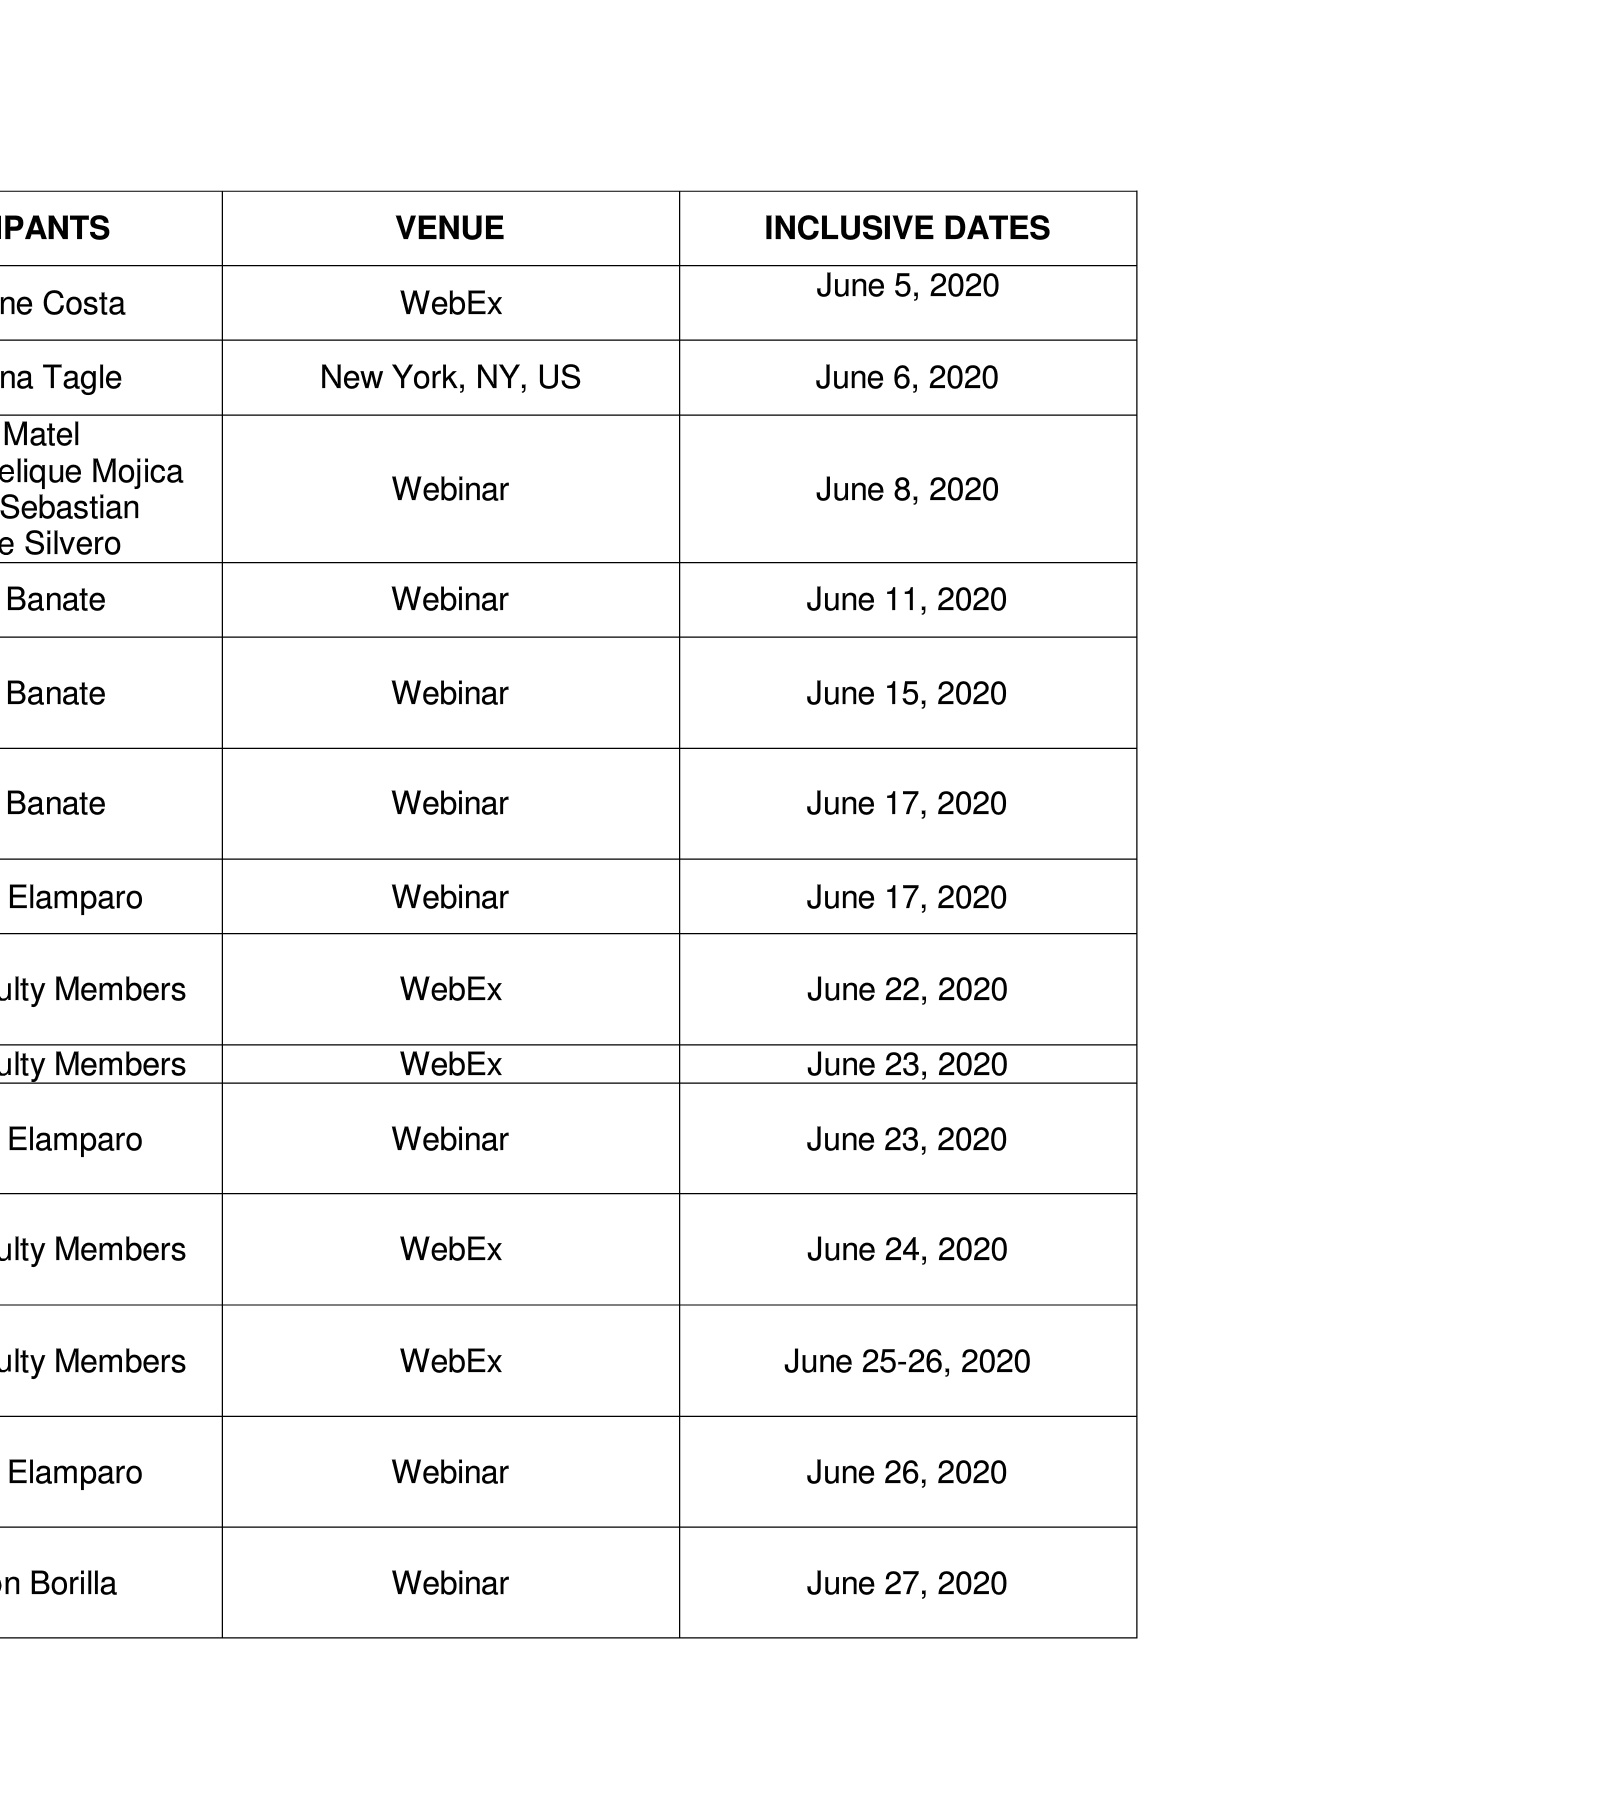 IPANTS VENUE INCLUSIVE DATES
ne Costa WebEx June 5, 2020
na Tagle New York, NY, US June 6, 2020
Matel
elique Mojica
Sebastian
e Silvero
Webinar June 8, 2020
Banate Webinar June 11, 2020
Banate Webinar June 15, 2020
Banate Webinar June 17, 2020
Elamparo Webinar June 17, 2020
ulty Members WebEx June 22, 2020
ulty Members WebEx June 23, 2020
Elamparo Webinar June 23, 2020
ulty Members WebEx June 24, 2020
ulty Members WebEx June 25-26, 2020
Elamparo Webinar June 26, 2020
on Borilla Webinar June 27, 2020